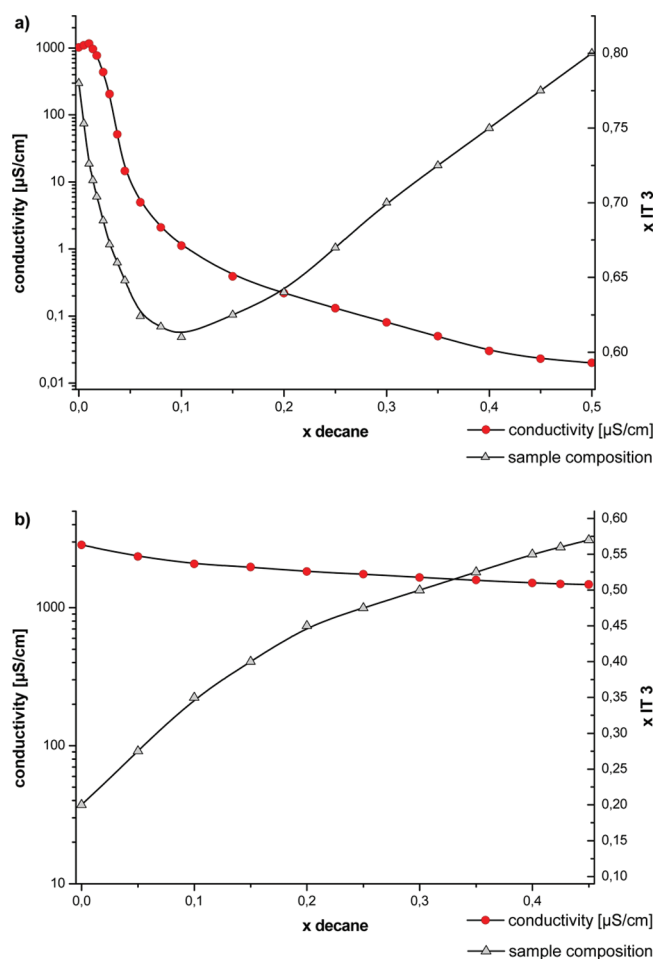 a)
conductivity [µS/cm]
1000
100
10
1
0,1
0,01
0,80
0,75
0,70
0,65
0,60
x IT 3
0,0 0,1 0,2 0,3 0,4 0,5
x decane
conductivity [µS/cm]
sample composition
b)
conductivity [µS/cm]
1000
100
10
0,60
0,55
0,50
0,45
0,40
0,35
0,30
0,25
0,20
0,15
0,10
x IT 3
0,0 0,1 0,2 0,3 0,4
x decane
conductivity [µS/cm]
sample composition